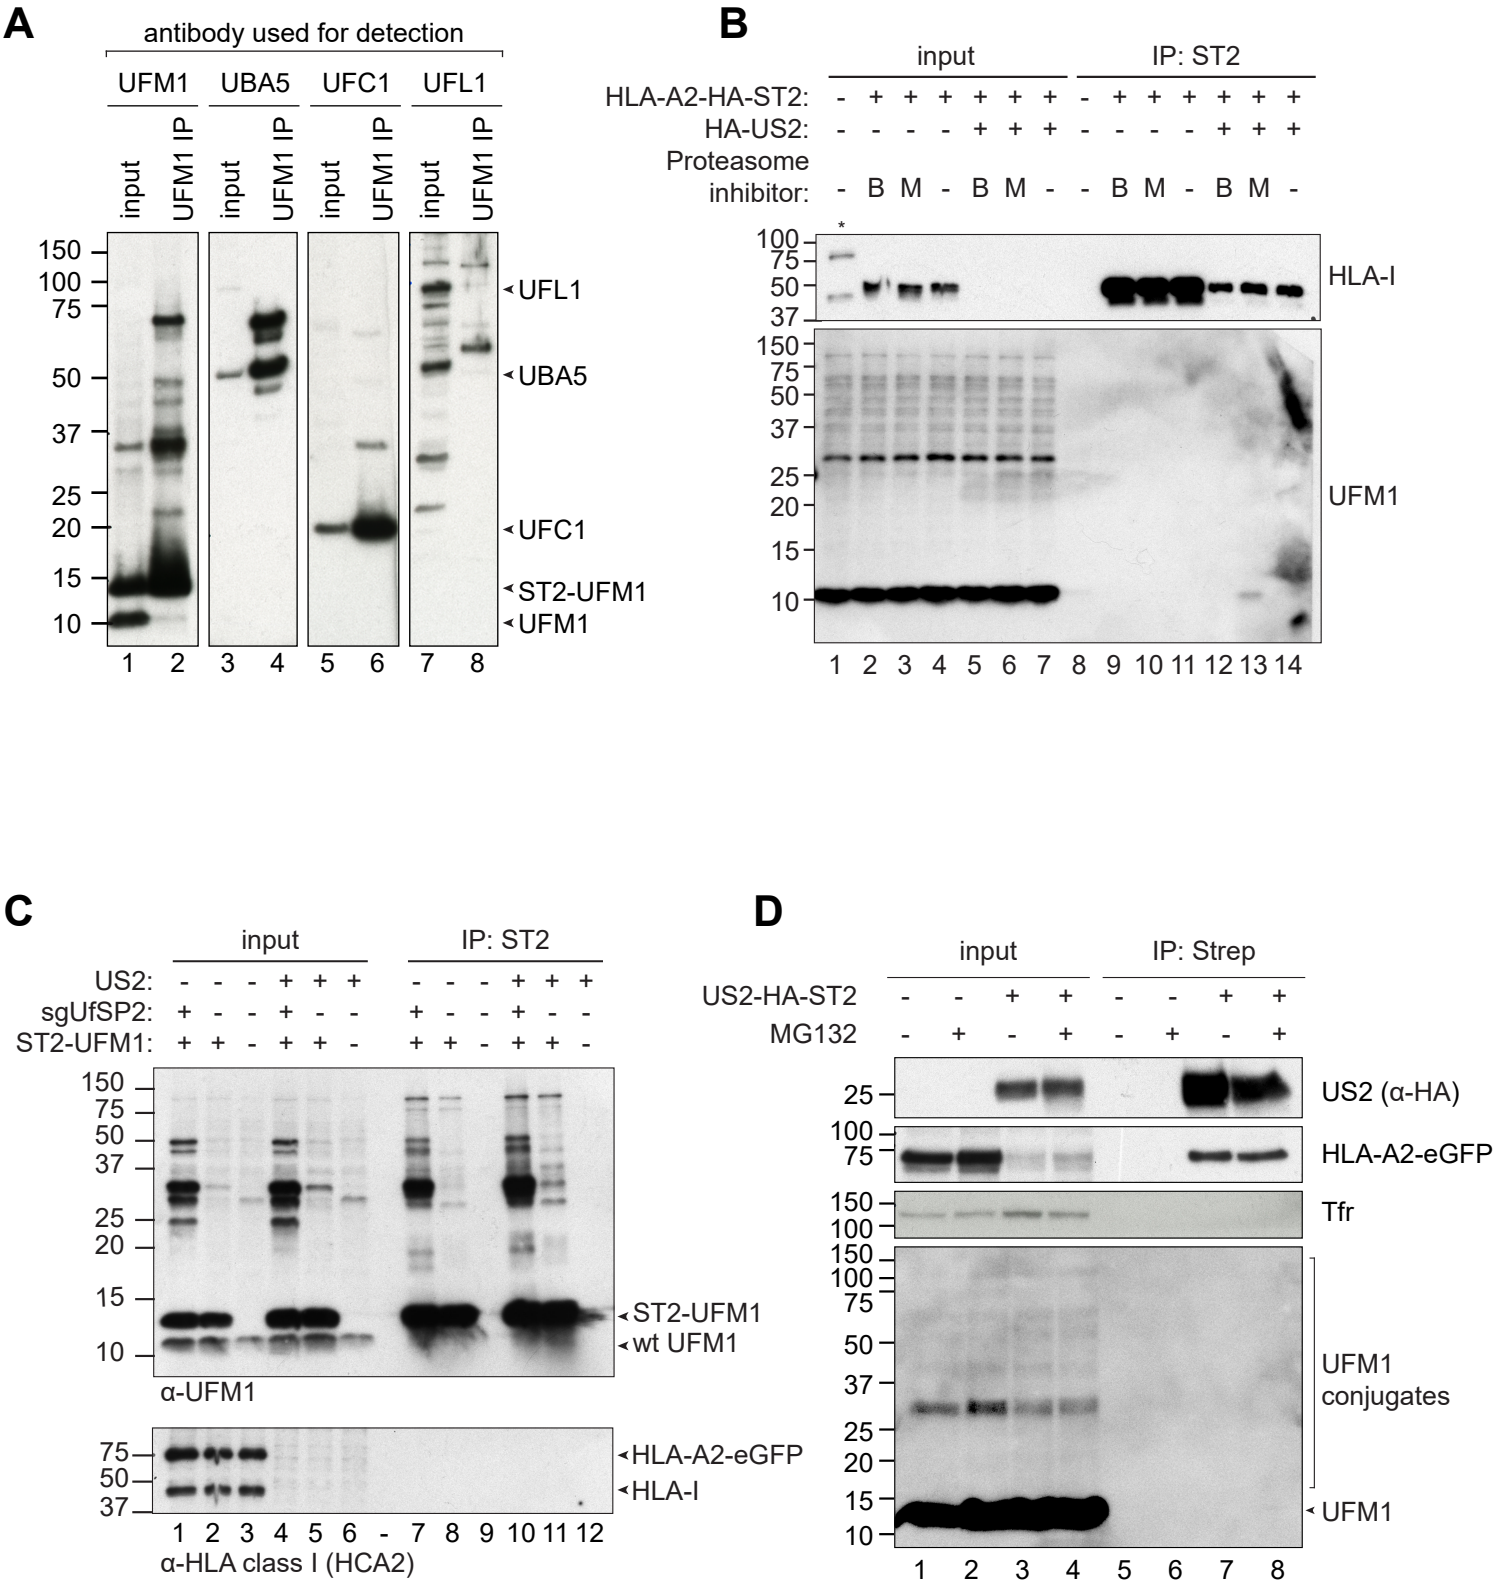 A
antibody used for detection
UFM1 UBA5 UFC1 UFL1
input UFM1 IP input UFM1 IP input UFM1 IP input UFM1 IP
150
100
75
50
37
25
20
15
10
UFL1
UBA5
UFC1
ST2-UFM1
UFM1
1 2 3 4 5 6 7 8
B
input IP: ST2
HLA-A2-HA-ST2: - + + + + + + - + + + + + +
HA-US2: - - - - + + + - - - - + + +
Proteasome
inhibitor: - B M - B M - - B M - B M -
*
100
75
50
37
HLA-I
150
75
50
37
25
20
15
10
UFM1
1 2 3 4 5 6 7 8 9 10 11 12 13 14
C
input IP: ST2
US2: - - - + + + - - - + + +
sgUfSP2: + - - + - - + - - + - -
ST2-UFM1: + + - + + - + + - + + -
150
75
50
37
25
20
15
10
ST2-UFM1
wt UFM1
α-UFM1
75
50
37
HLA-A2-eGFP
HLA-I
1 2 3 4 5 6 - 7 8 9 10 11 12
α-HLA class I (HCA2)
D
input IP: Strep
US2-HA-ST2 - - + + - - + +
MG132 - + - + - + - +
25
US2 (α-HA)
100
75
HLA-A2-eGFP
150
100
Tfr
150
100
75
50
37
25
20
15
10
UFM1
conjugates
UFM1
1 2 3 4 5 6 7 8